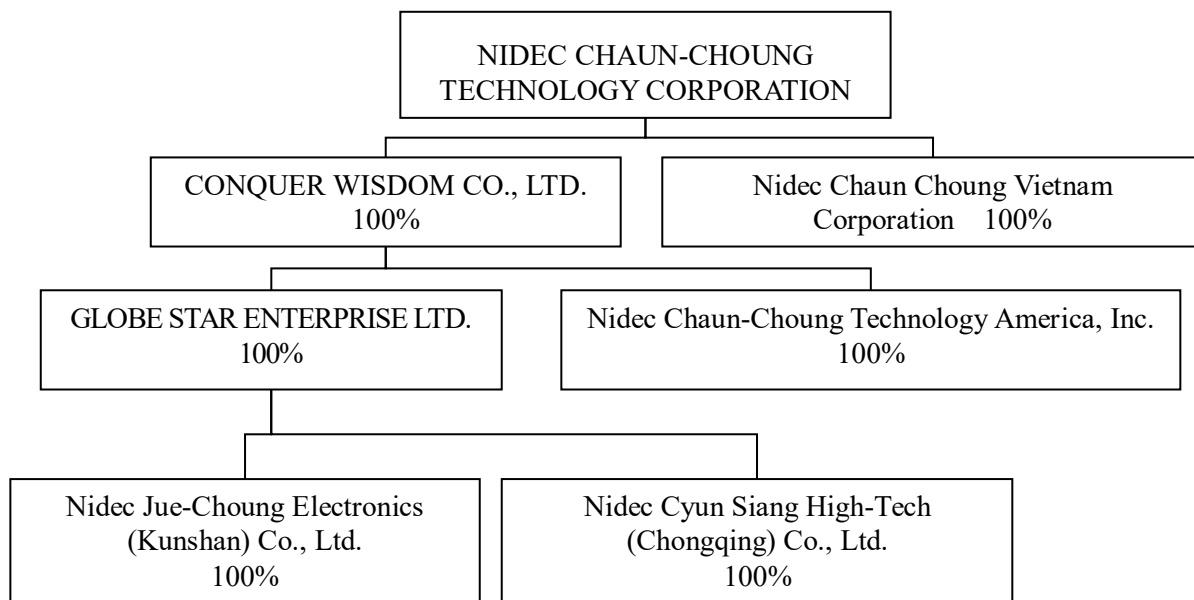 NIDEC CHAUN-CHOUNG
TECHNOLOGY CORPORATION
CONQUER WISDOM CO., LTD.
100%
Nidec Chaun Choung Vietnam
Corporation 100%
GLOBE STAR ENTERPRISE LTD.
100%
Nidec Chaun-Choung Technology America, Inc.
100%
Nidec Jue-Choung Electronics
(Kunshan) Co., Ltd.
100%
Nidec Cyun Siang High-Tech
(Chongqing) Co., Ltd.
100%